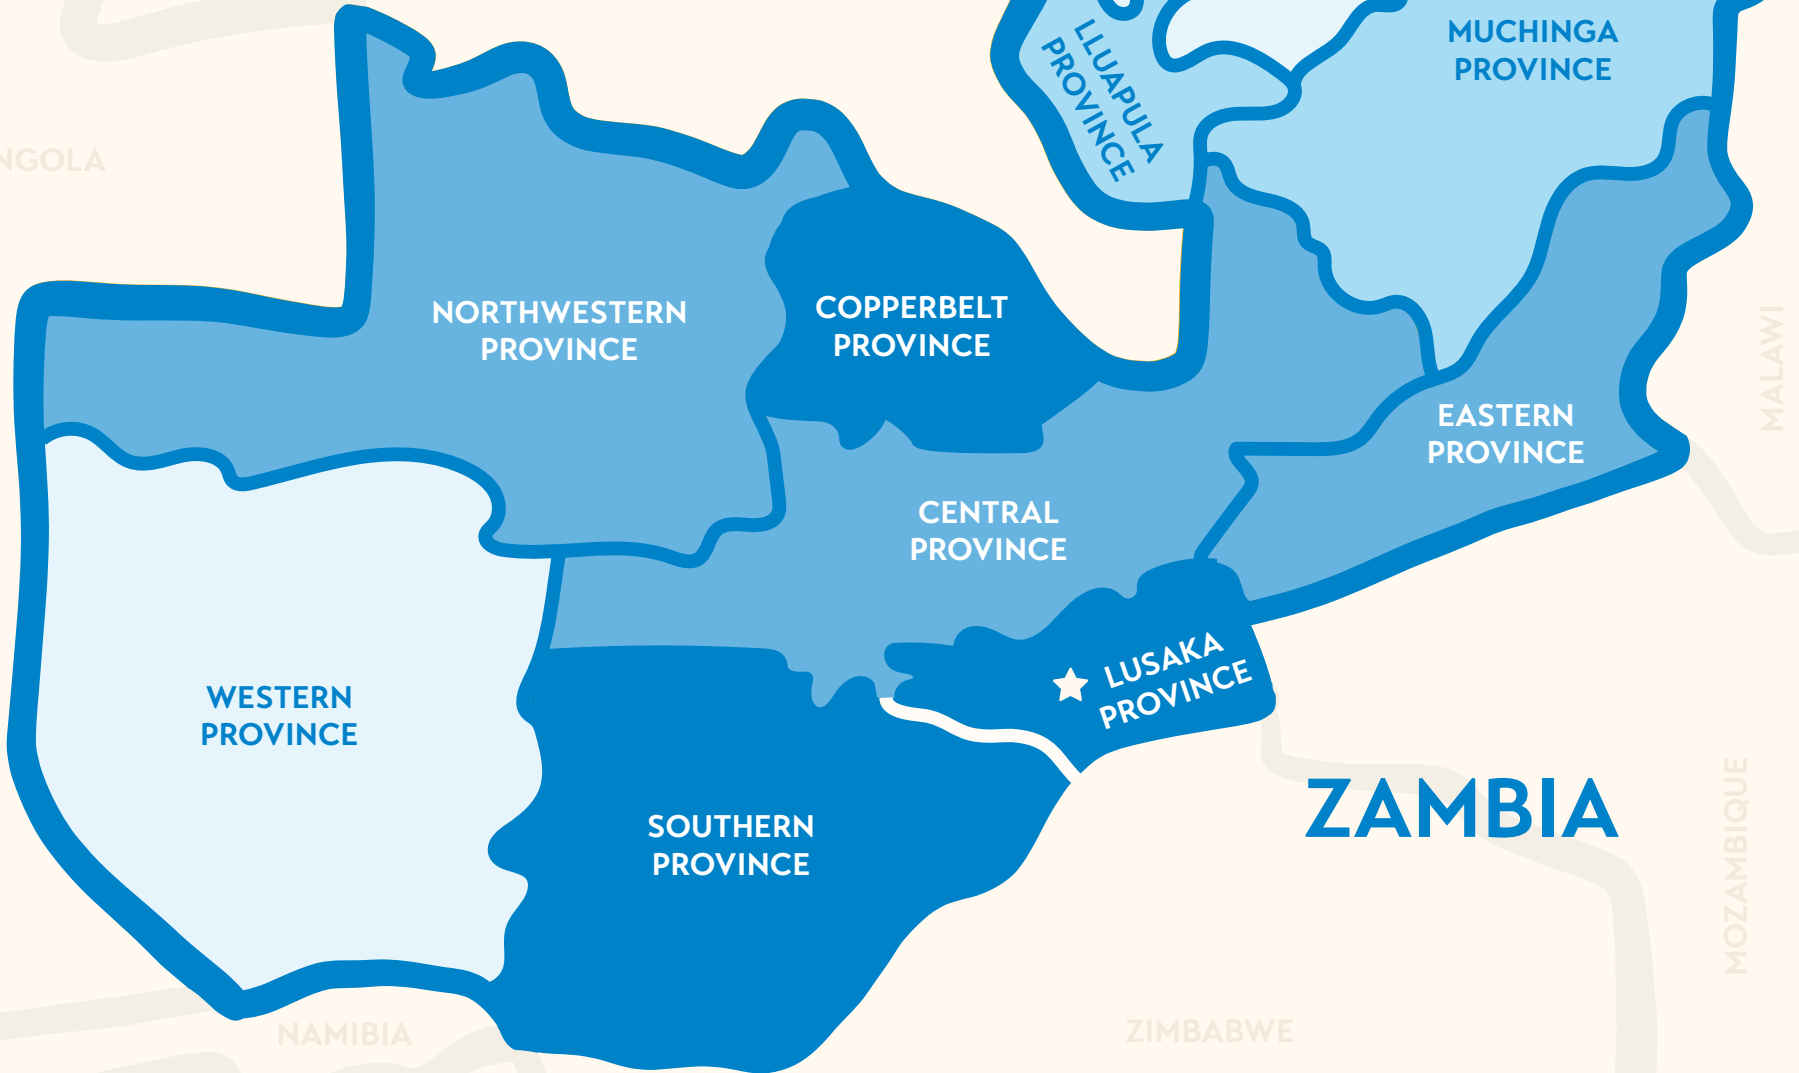 MUCHINGA
PROVINCE
LLUAPULA
PROVINCE
NGOLA
NORTHWESTERN
PROVINCE
COPPERBELT
PROVINCE
MALAWI
EASTERN
PROVINCE
CENTRAL
PROVINCE
LUSAKA
PROVINCE
WESTERN
PROVINCE
SOUTHERN
PROVINCE
ZAMBIA
MOZAMBIQUE
NAMIBIA
ZIMBABWE